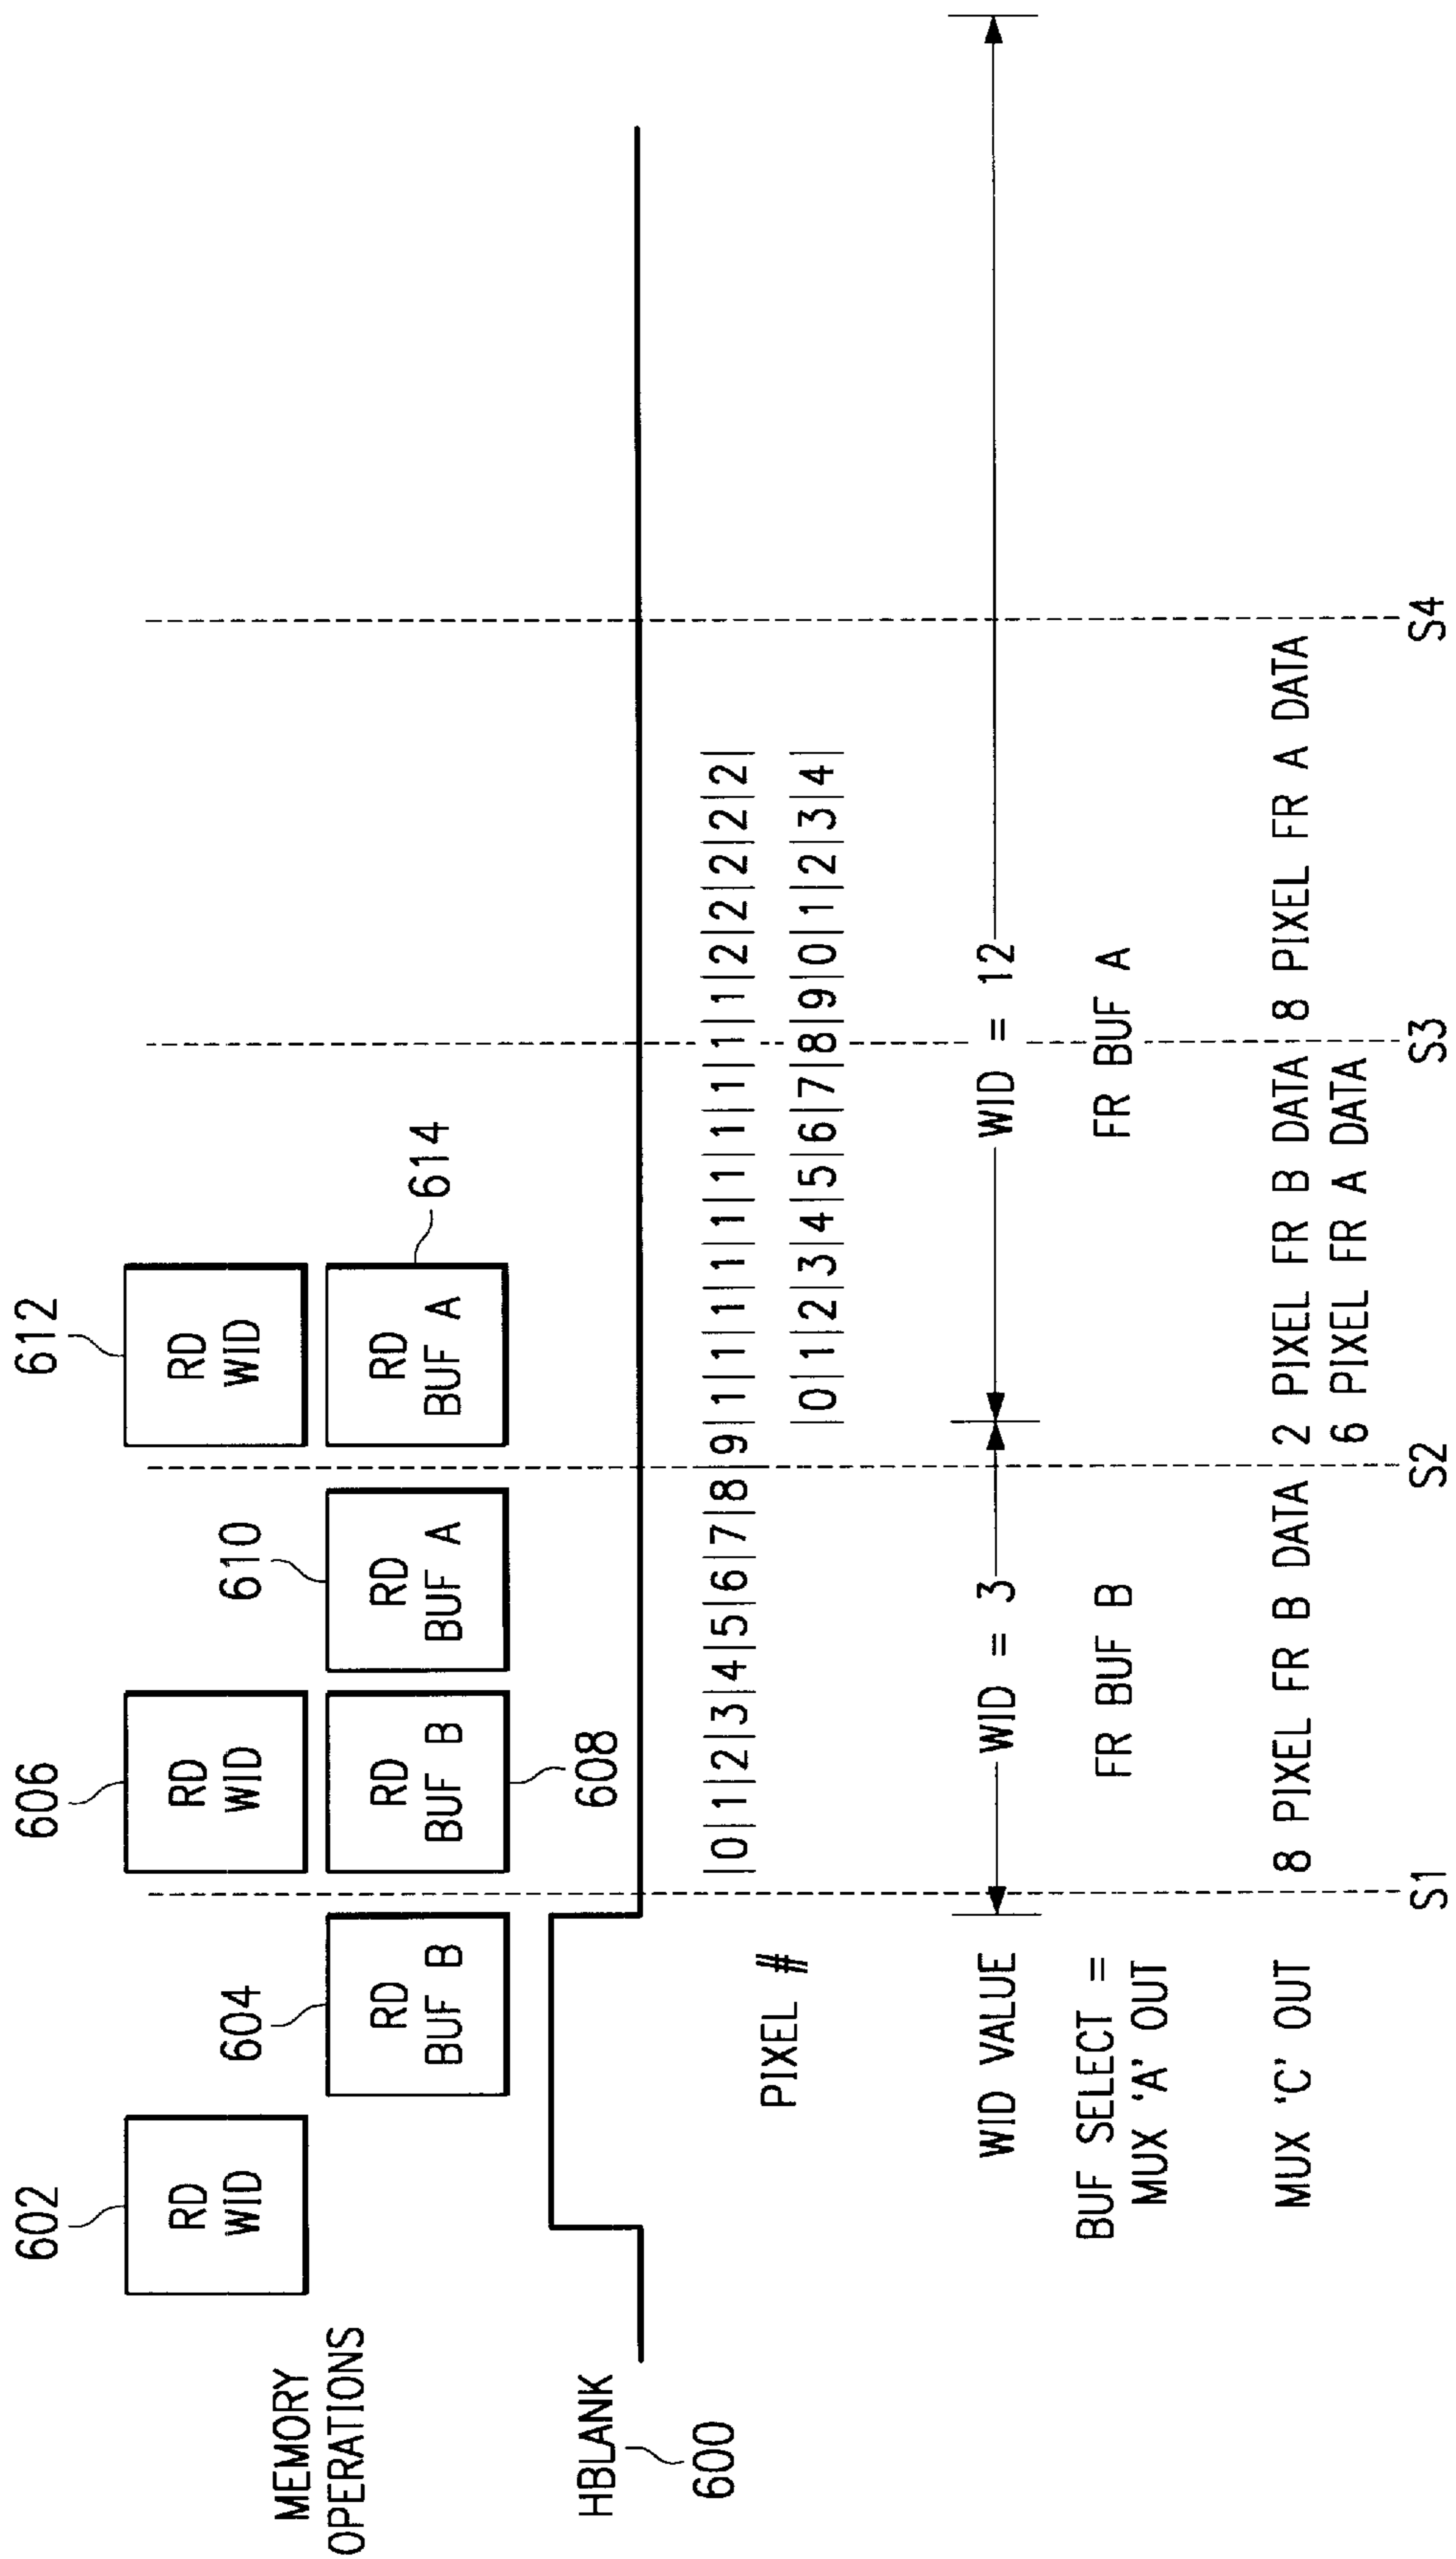 602
606
612
RD
WID
RD
WID
RD
WID
604
610
614
MEMORY
OPERATIONS
RD
BUF B
RD
BUF B
RD
BUF A
RD
BUF A
608
HBLANK
600
PIXEL #
|0|1|2|3|4|5|6|7|8|9|1|1|1|1|1|1|1|1|1|1|2|2|2|2|2|
|0|1|2|3|4|5|6|7|8|9|0|1|2|3|4|
WID VALUE
WID = 3
WID = 12
BUF SELECT =
MUX 'A' OUT
FR BUF B
FR BUF A
MUX 'C' OUT
8 PIXEL FR B DATA
2 PIXEL FR B DATA
6 PIXEL FR A DATA
8 PIXEL FR A DATA
S1
S2
S3
S4